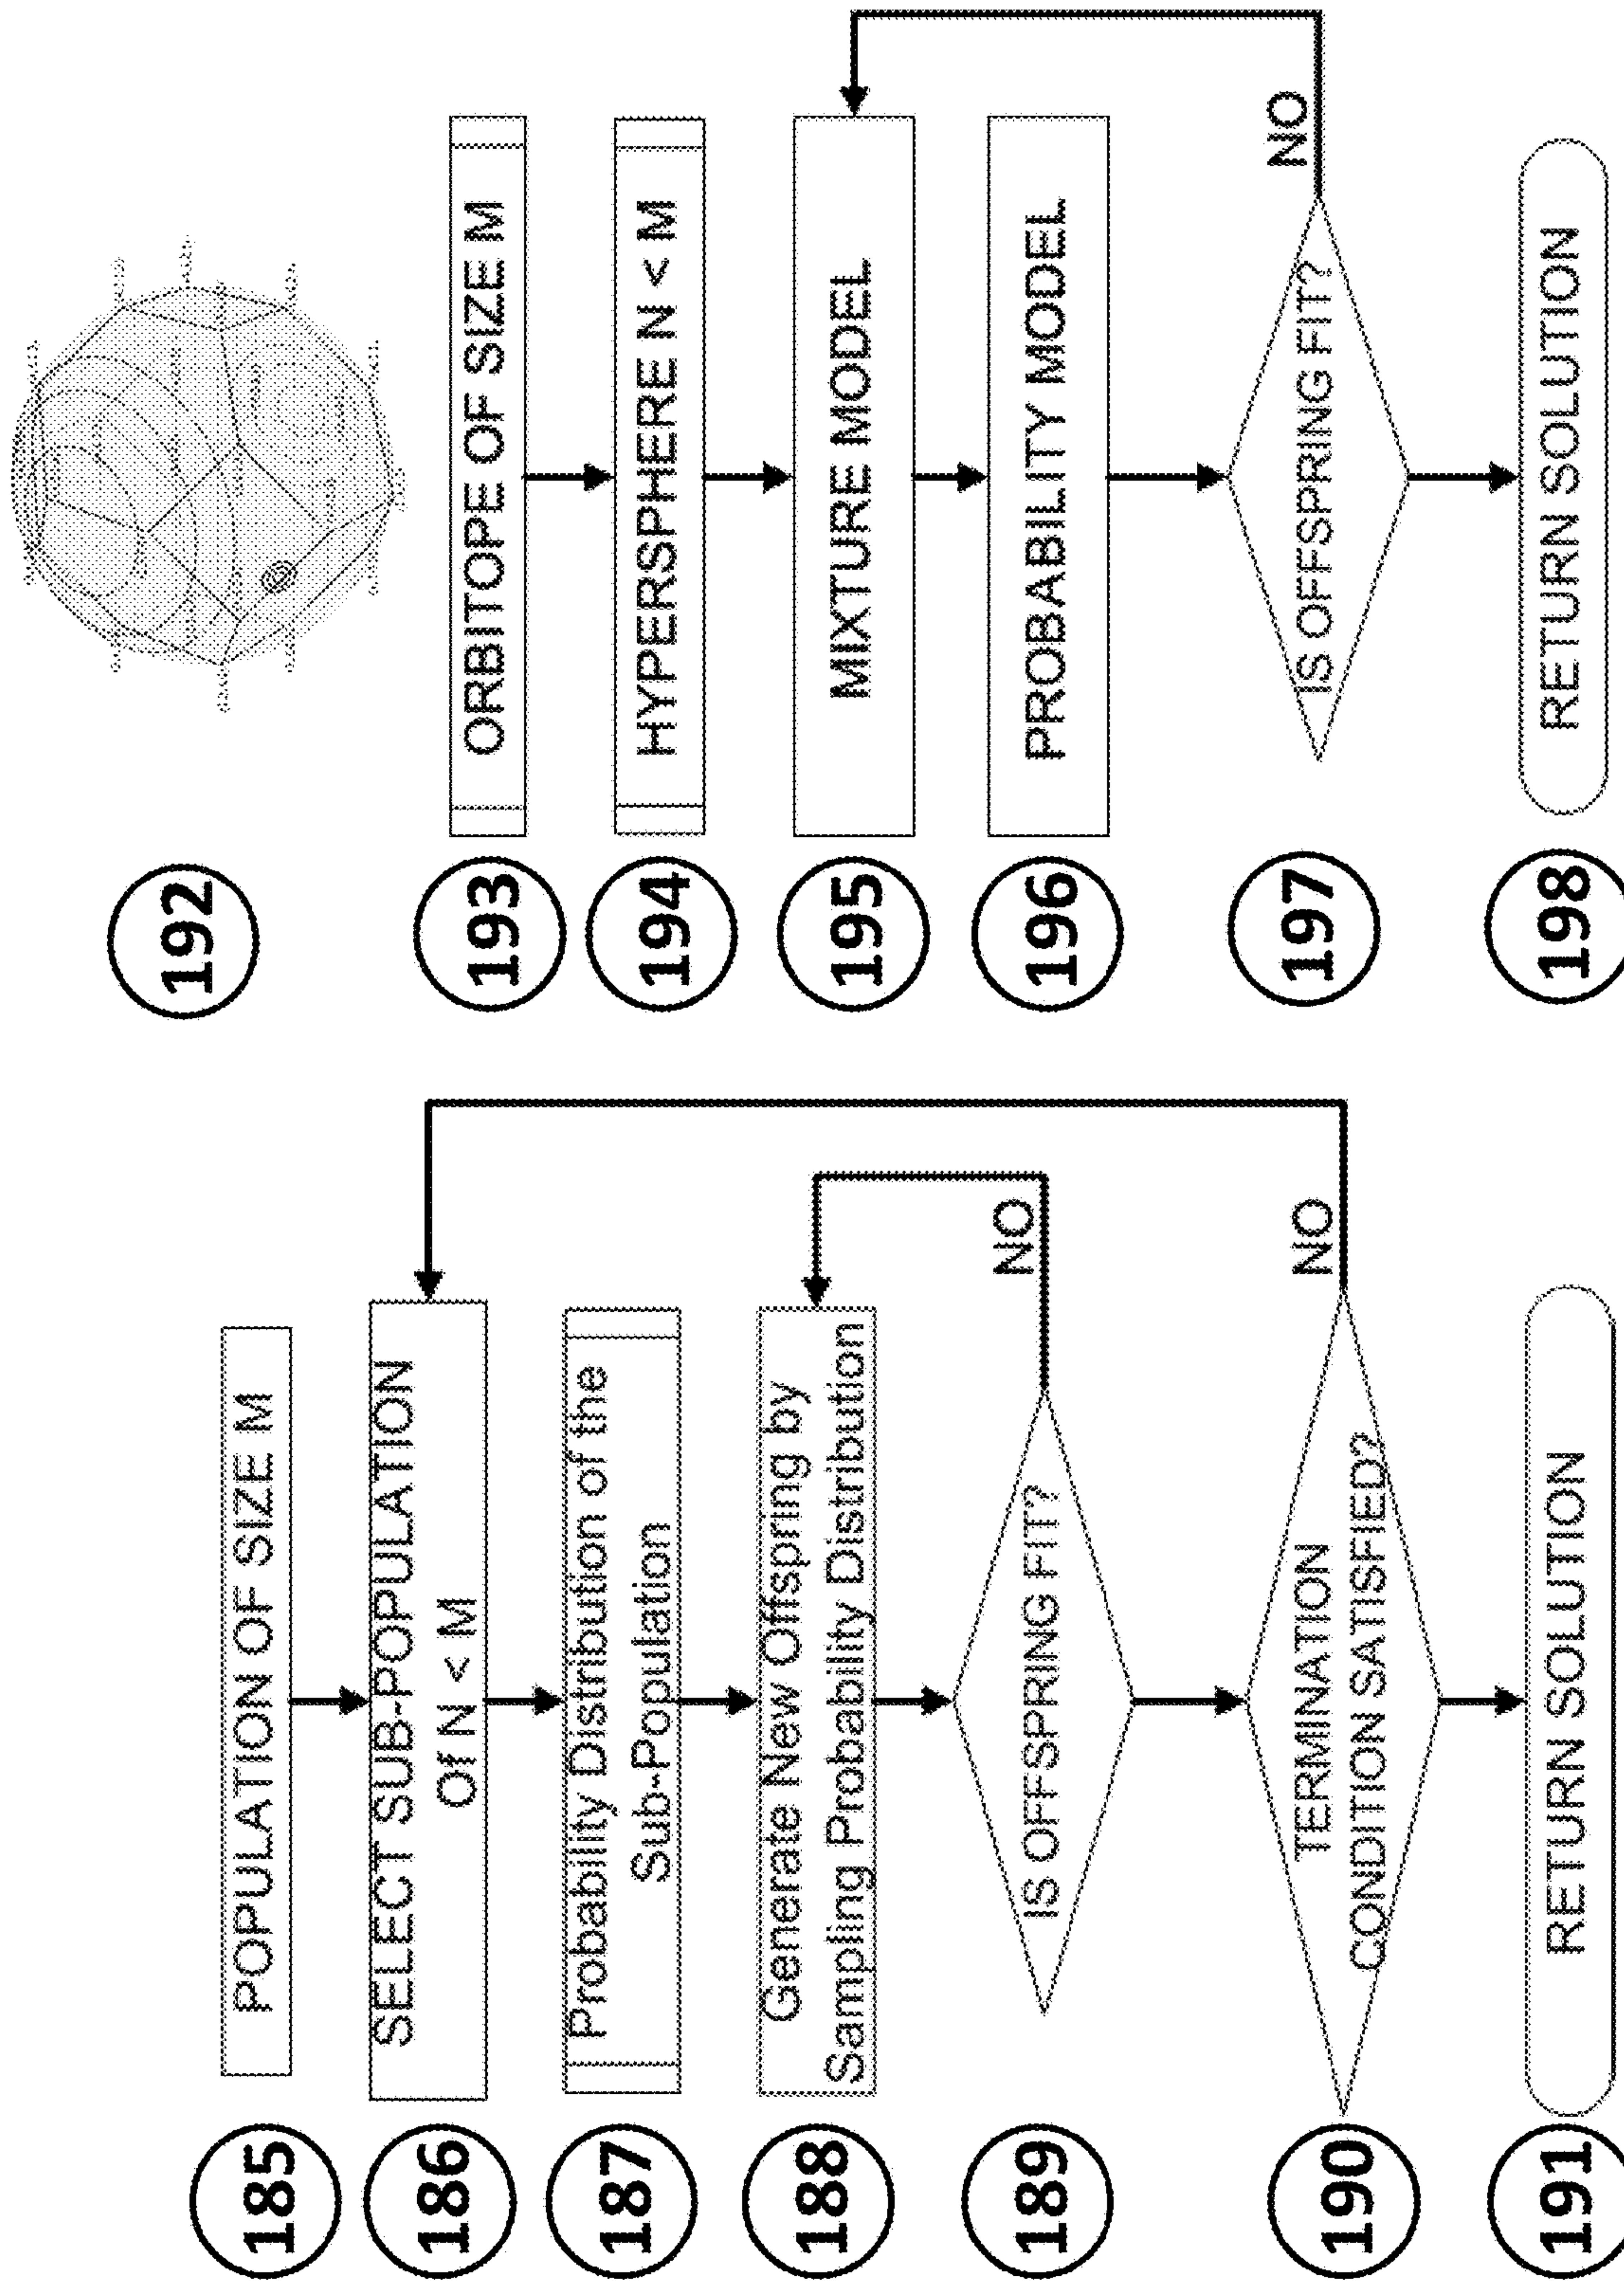 185
POPULATION OF SIZE M
186
SELECT SUB-POPULATION
Of N < M
187
Probability Distribution of the
Sub-Population
188
Generate New Offspring by
Sampling Probability Distribution
189
IS OFFSPRING FIT?
NO
190
TERMINATION
CONDITION SATISFIED?
NO
191
RETURN SOLUTION
192
193
ORBITOPE OF SIZE M
194
HYPERSPHERE N < M
195
MIXTURE MODEL
196
PROBABILITY MODEL
197
IS OFFSPRING FIT?
NO
198
RETURN SOLUTION